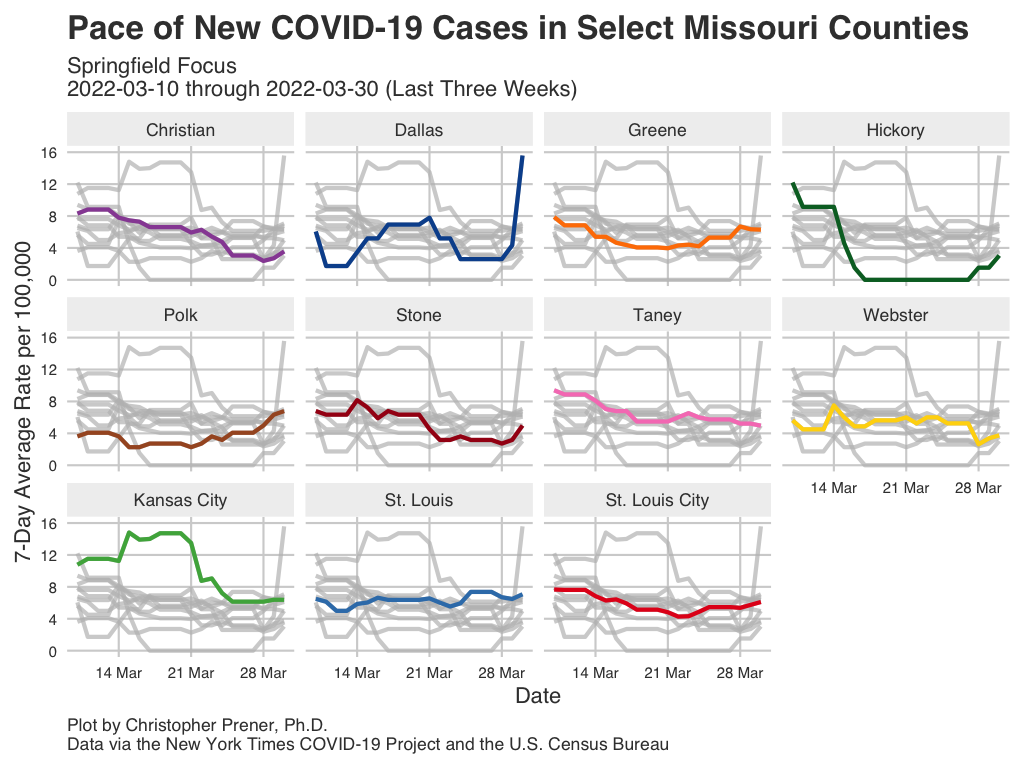 Pace of New COVID-19 Cases in Select Missouri Counties
Springfield Focus
2022-03-10 through 2022-03-30 (Last Three Weeks)
Christian
Dallas
Greene
Hickory
16
12
8
4
0
Polk
Stone
Taney
Webster
16
12
8
4
0
14 Mar 21 Mar 28 Mar
Kansas City
St. Louis
St. Louis City
16
12
8
4
0
14 Mar 21 Mar 28 Mar
14 Mar 21 Mar 28 Mar
14 Mar 21 Mar 28 Mar
7-Day Average Rate per 100,000
Date
Plot by Christopher Prener, Ph.D.
Data via the New York Times COVID-19 Project and the U.S. Census Bureau